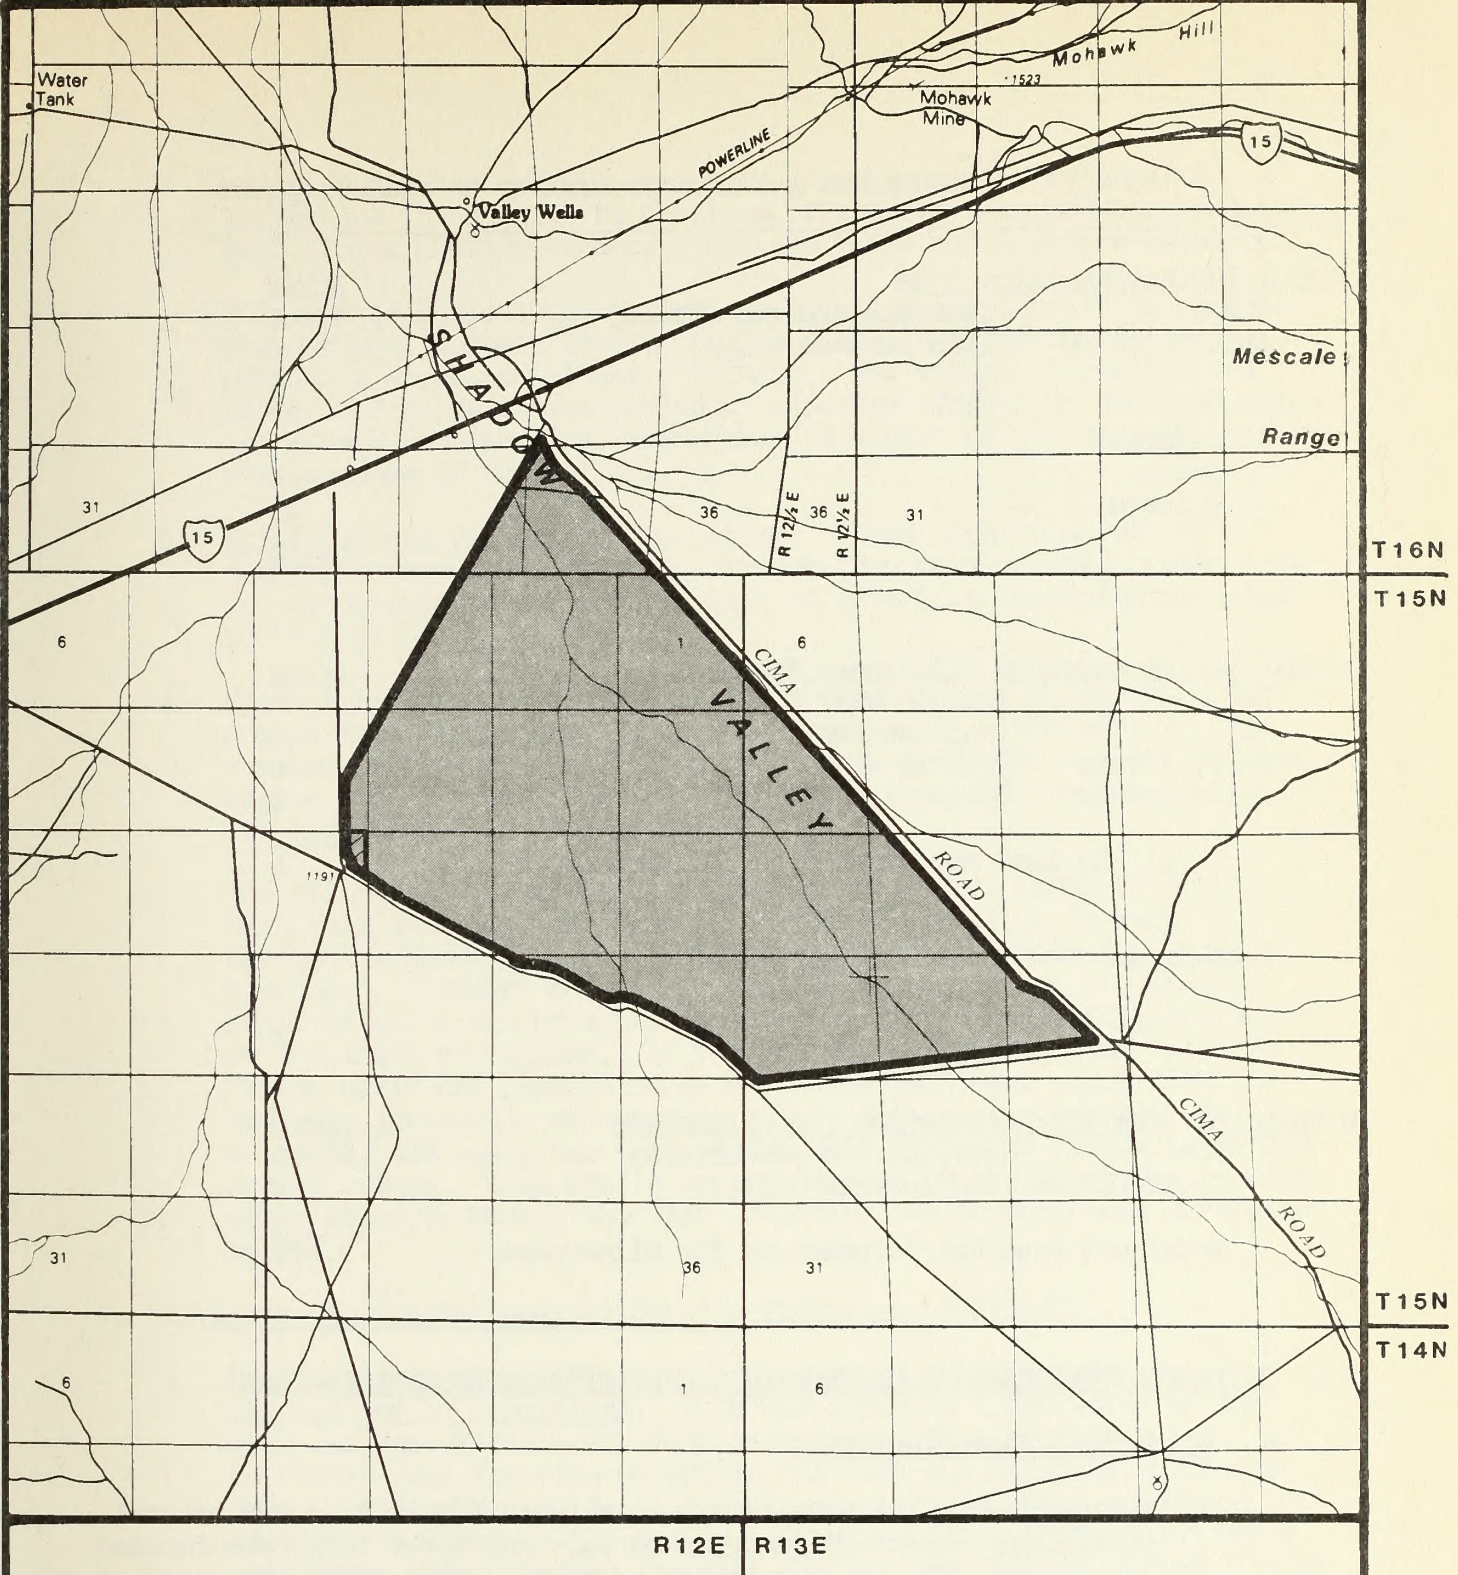 Hill
Mohawk
1523
Water
Tank
Mohawk
Mine
15
POWERLINE
Valley Wells
SHADOW
Mescale
Range
31
36
R 12½ E
36
R 12½ E
31
15
T16N
T15N
6
1
6
CIMA
VALLEY
ROAD
1191
CIMA
ROAD
31
36
31
T15N
T14N
6
1
6
R12E
R13E